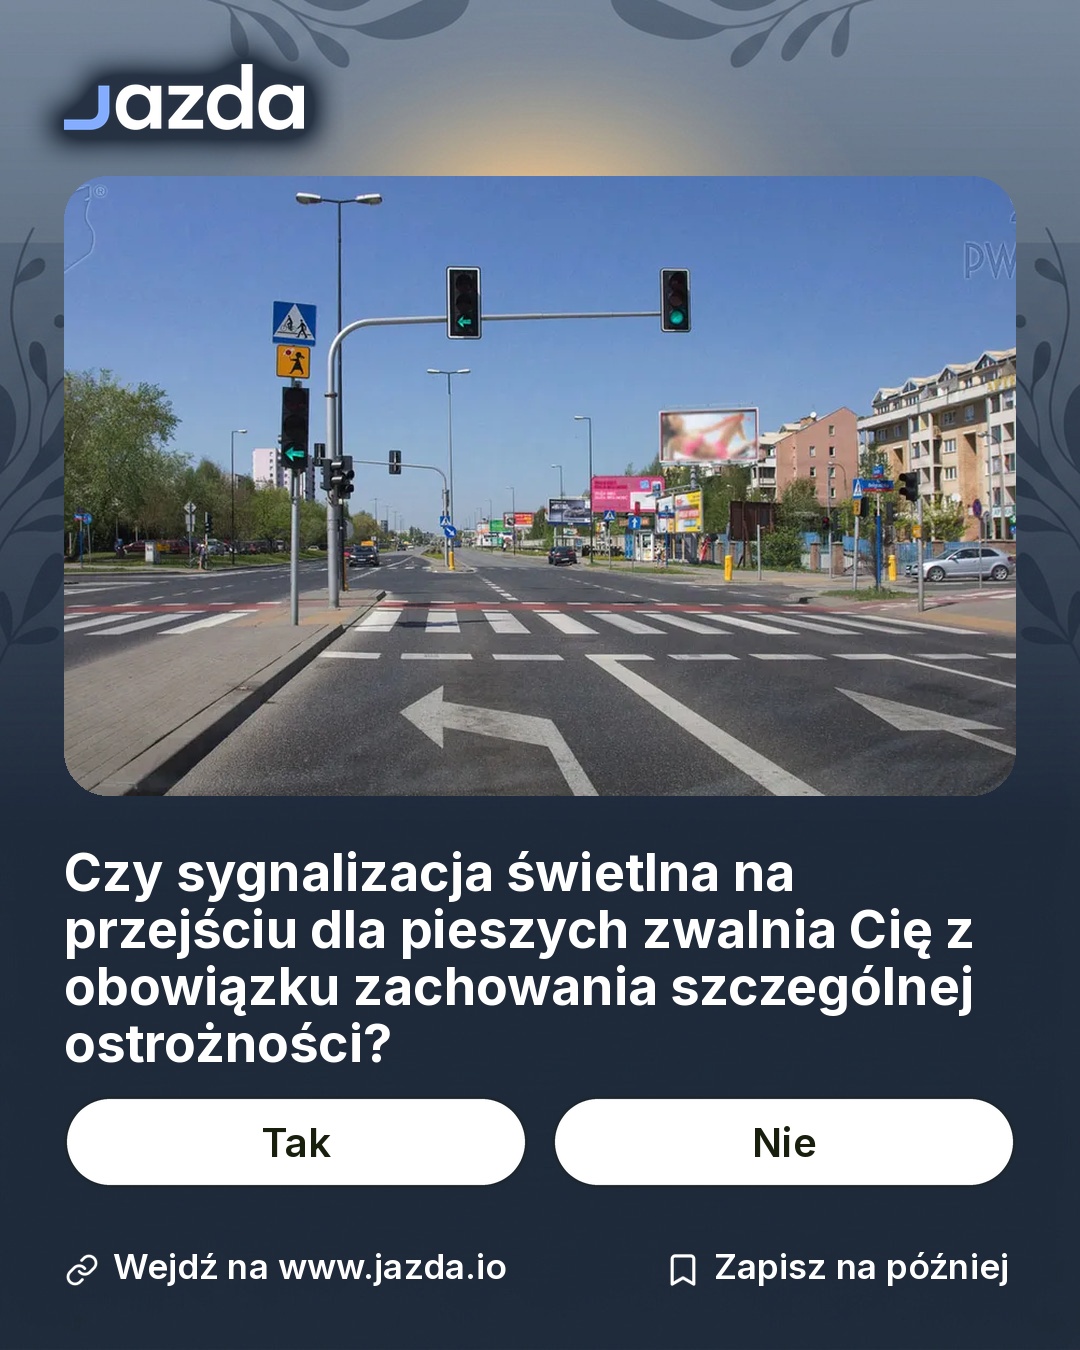 Jazda
®
PW
Czy sygnalizacja świetlna na
przejściu dla pieszych zwalnia Cię z
obowiązku zachowania szczególnej
ostrożności?
Tak
Nie
Wejdź na www.jazda.io
Zapisz na później